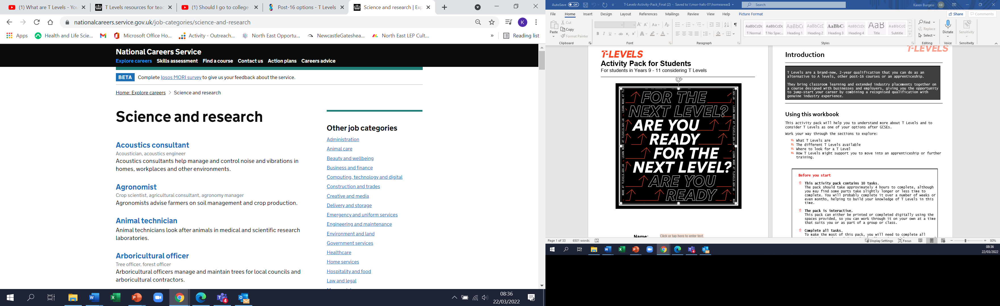 (1) What are T Levels - You
T Levels resources for teac
(1) Should I go to college
Post-16 options - T Levels
Science and research | Exp
nationalcareers.service.gov.uk/job-categories/science-and-research
K
Apps
Health and Life Scie...
Microsoft Office Ho...
Activity - Outreach...
North East Opportu...
NewcastleGateshea...
North East LEP Cult...
»
Reading list
National Careers Service
Explore careers Skills assessment Find a course Contact us Action plans Careers advice
BETA Complete Ipsos MORI survey to give us your feedback about the service.
Home: Explore careers > Science and research
Science and research
Acoustics consultant
Acoustician, acoustics engineer
Acoustics consultants help manage and control noise and vibrations in
homes, workplaces and other environments.
Agronomist
Crop scientist, agricultural consultant, agronomy manager
Agronomists advise farmers on soil management and crop production.
Animal technician
Animal technicians look after animals in medical and scientific research
laboratories.
Arboricultural officer
Tree officer, forest officer
Arboricultural officers manage and maintain trees for local councils and
arboricultural contractors.
Other job categories
Administration
Animal care
Beauty and wellbeing
Business and finance
Computing, technology and digital
Construction and trades
Creative and media
Delivery and storage
Emergency and uniform services
Engineering and maintenance
Environment and land
Government services
Healthcare
Home services
Hospitality and food
Law and legal
08:36
22/03/2022
AutoSave Off
T-Levels-Activity-Pack_Final (2) - Saved to \\mor-hafs-01\homeareas$
Search
Karen Burgess KB
File Home Insert Design Layout References Mailings Review View Help Picture Format
Share Comments
Paste
Cut
Copy
Format Painter
Clipboard
Font
Paragraph
AaBbCcDc AaBbCcDc AaBbCc AaBbCcD AaBbC AaBbCcDc AaB AaBbCcD
¶ Normal ¶ No Spac... Heading 1 Heading 2 Heading 3 Heading 4 Title Subtitle
Styles
Find
Replace
Select
Editing
Dictate
Voice
Sensitivity
Sensitivity
T-LEVELS
Activity Pack for Students
For students in Years 9 - 11 considering T Levels
FOR THE
NEXT LEVEL?
ARE YOU
READY
FOR THE
NEXT LEVEL?
ARE YOU
READY
LEARN MORE AT TLEVELS.GOV.UK
LEARN MORE AT TLEVELS.GOV.UK
Name: Click or tap here to enter text.
T-LEVELS
Introduction
T Levels are a brand-new, 2-year qualification that you can do as an
alternative to A levels, other post-16 courses or an apprenticeship.
They bring classroom learning and extended industry placements together on
a course designed with businesses and employers, giving you the opportunity
to jump-start your career by combining a recognised qualification with
genuine industry experience.
Using this workbook
This activity pack will help you to understand more about T Levels and to
consider T Levels as one of your options after GCSEs.
Work your way through the sections to explore:
TL What T Levels are
TL The different T Levels available
TL Where to look for a T Level
TL How T Levels might support you to move into an apprenticeship or further
training.
Before you start
This activity pack contains 10 tasks.
The pack should take approximately 4 hours to complete, although
you may find some parts take slightly longer or less time to
complete. You will probably complete it over a number of weeks or
even months, helping to build your knowledge of T Levels in this
time.
The pack is interactive.
This pack can either be printed or completed digitally using the
spaces provided, so you can work through it on your own at a time
that suits you or as part of a group or class.
Complete all tasks.
To make the most of this pack, you will need to complete all
Page 1 of 33 6501 words
Display Settings Focus 80%
08:36
22/03/2022